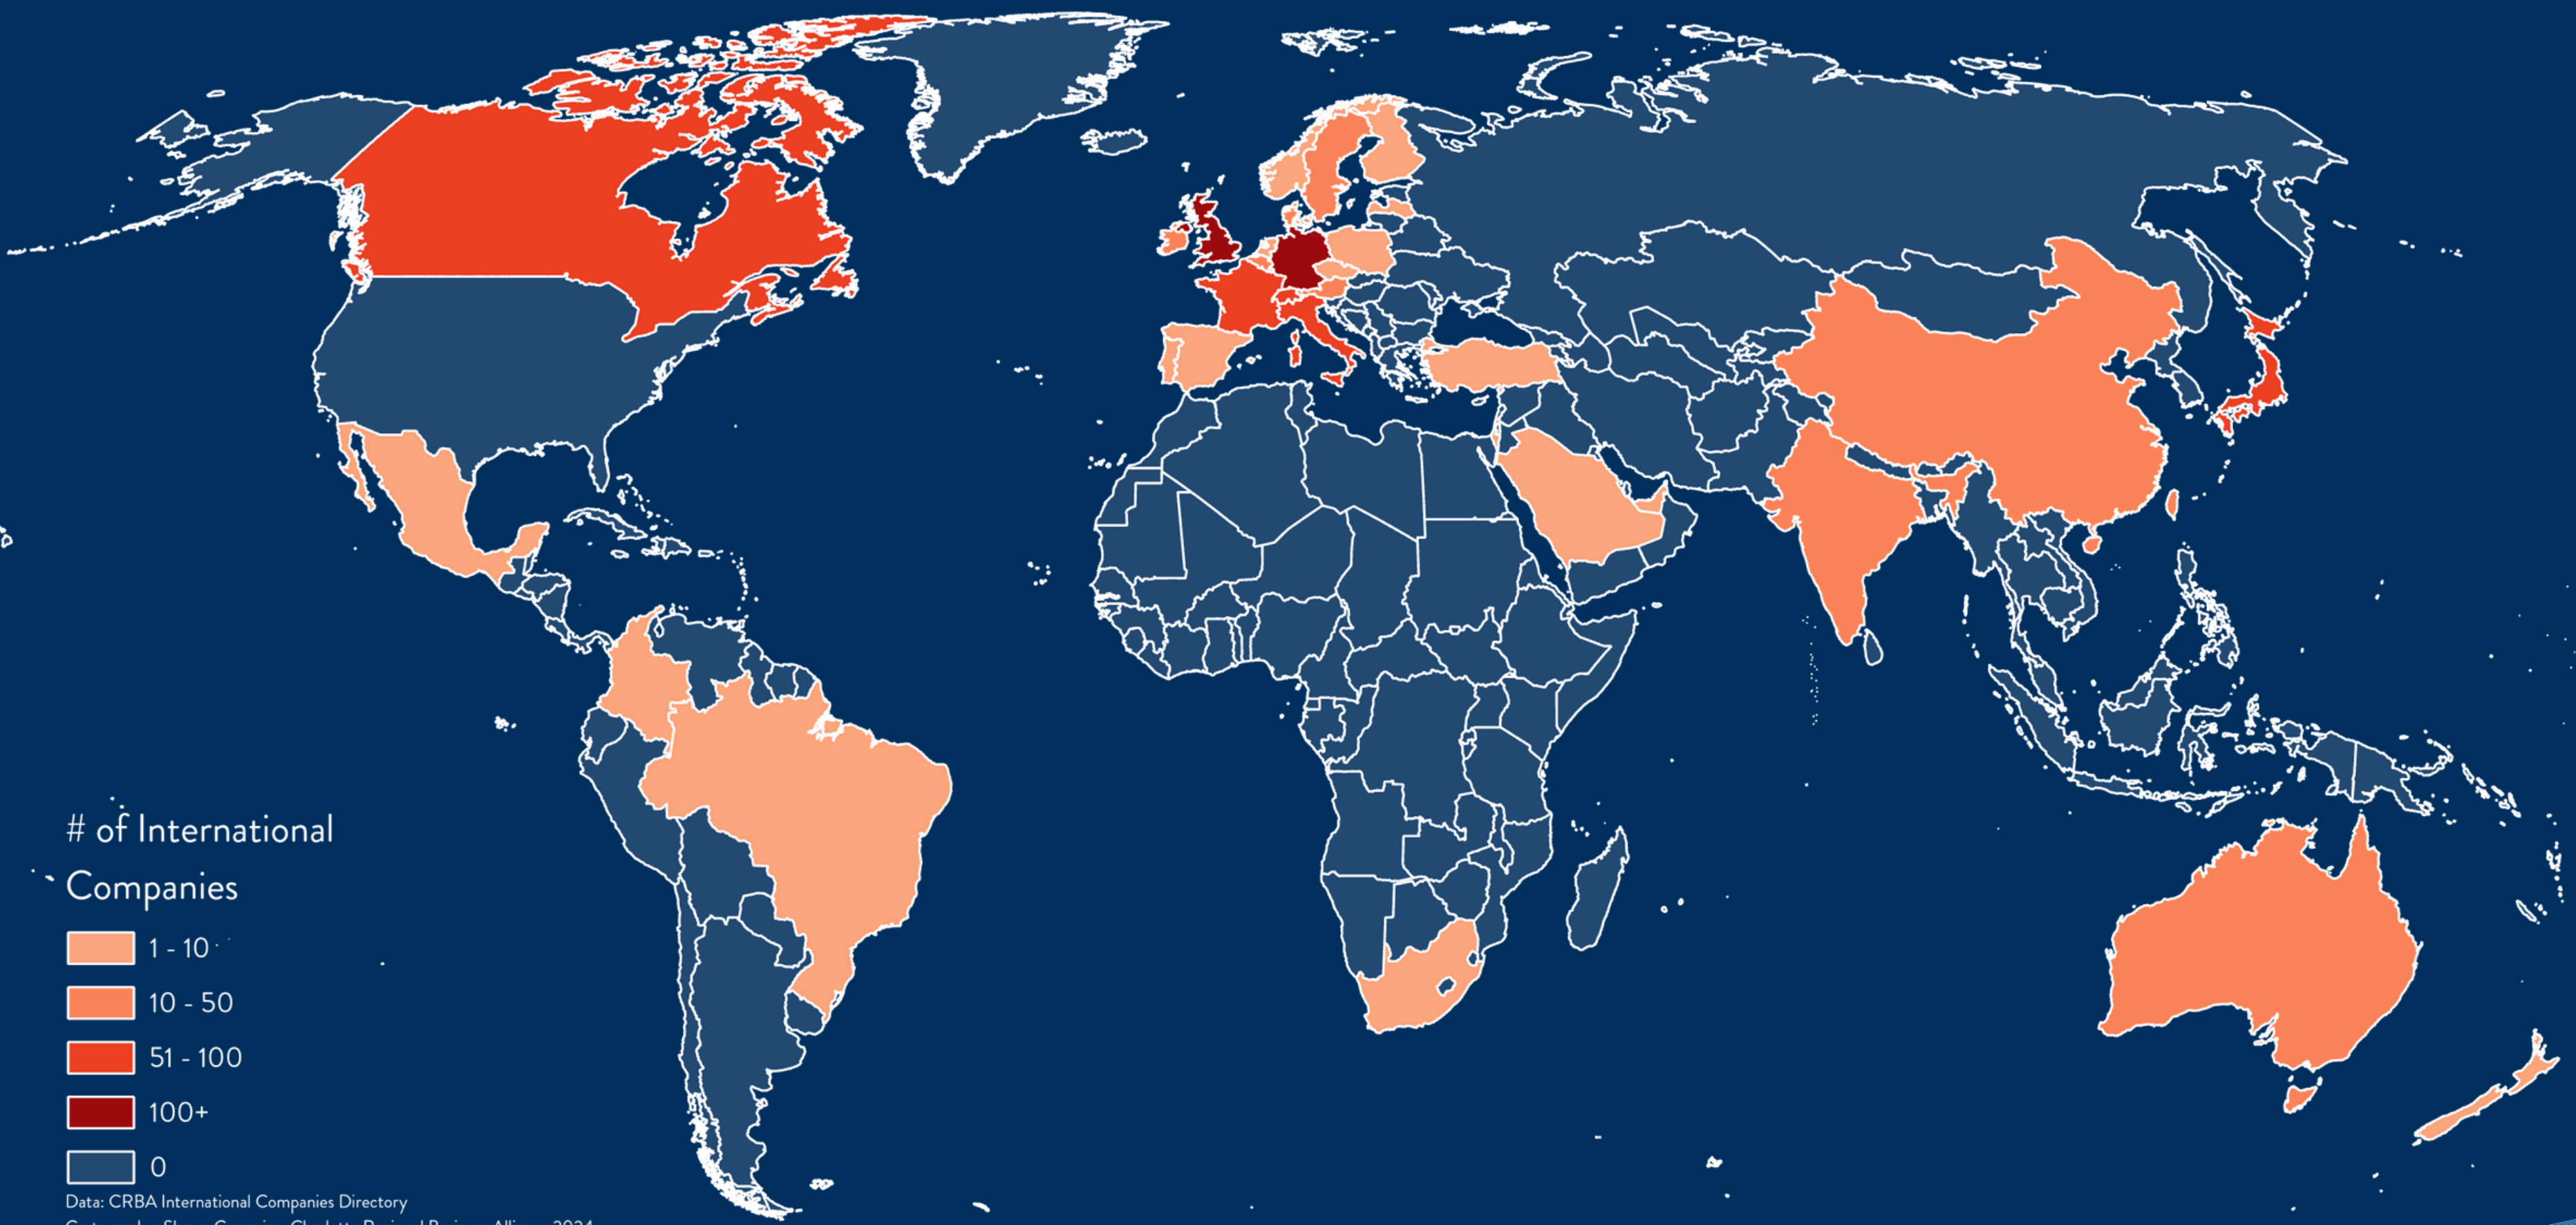 # of International
Companies
1 - 10
10 - 50
51 - 100
100+
0
Data: CRBA International Companies Directory